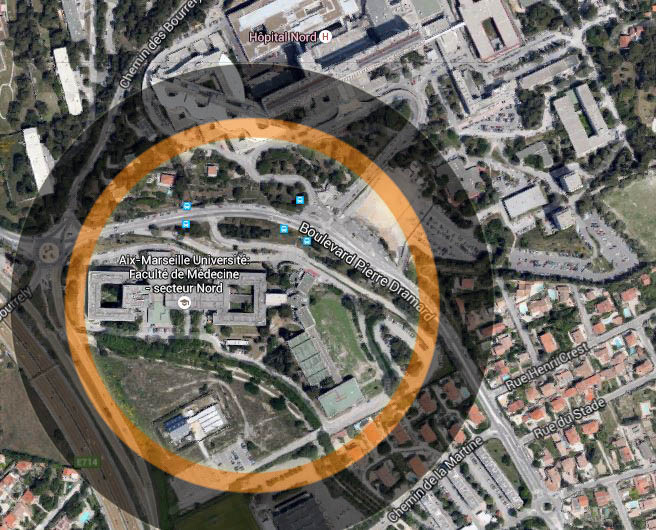 Hôpital Nord H
Chemin des Bourrely
Boulevard Pierre Dramard
Aix-Marseille Université:
Faculté de Médecine
- secteur Nord
Rue Henri Crest
Rue du Stade
Chemin de la Martine
E714